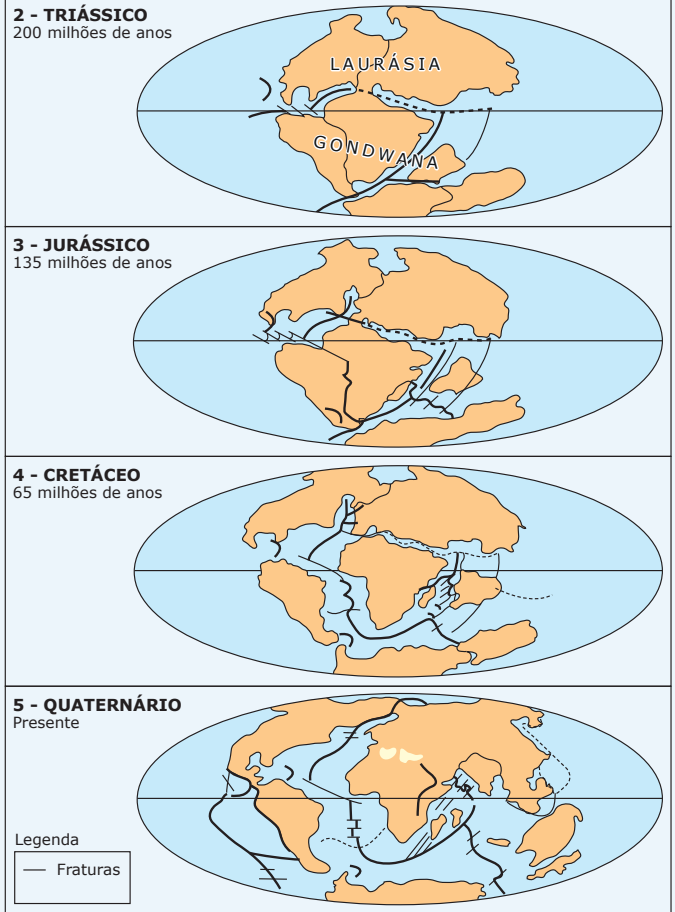 2 - TRIÁSSICO
200 milhões de anos
LAURÁSIA
GONDWANA
3 - JURÁSSICO
135 milhões de anos
4 - CRETÁCEO
65 milhões de anos
5 - QUATERNÁRIO
Presente
Legenda
Fraturas